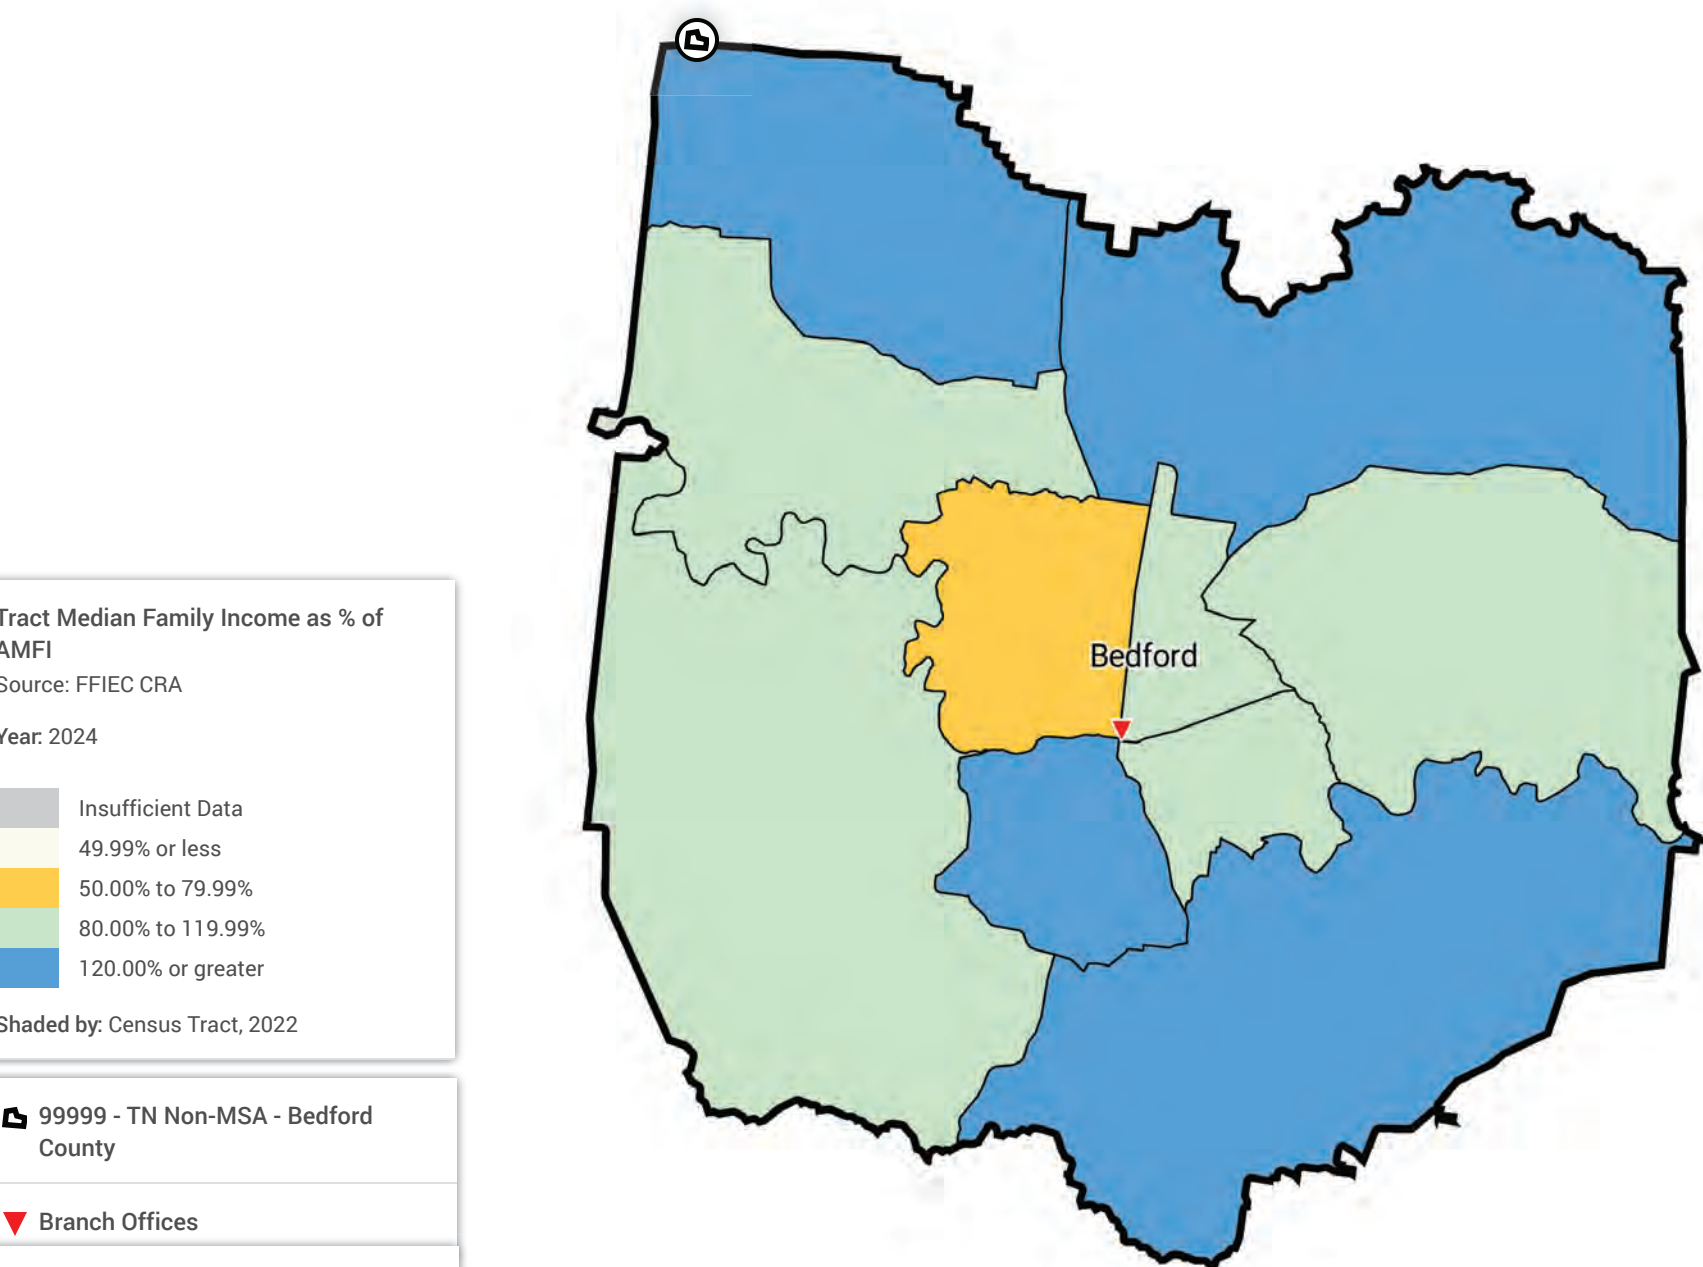 Bedford
Tract Median Family Income as % of
AMFI
Source: FFIEC CRA
Year: 2024
Insufficient Data
49.99% or less
50.00% to 79.99%
80.00% to 119.99%
120.00% or greater
Shaded by: Census Tract, 2022
99999 - TN Non-MSA - Bedford
County
Branch Offices